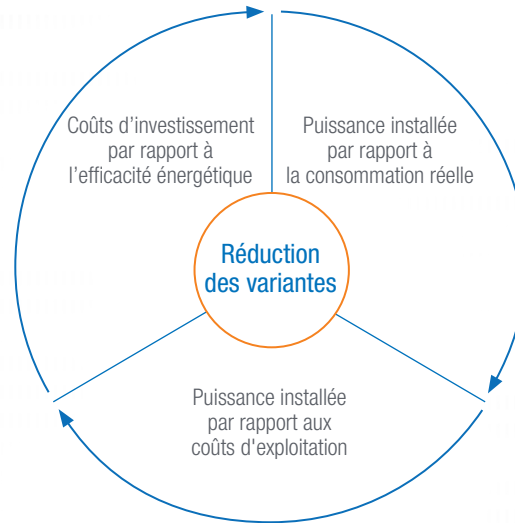 Coûts d’investissement
par rapport à
l’efficacité énergétique
Puissance installée
par rapport à
la consommation réelle
Réduction
des variantes
Puissance installée
par rapport aux
coûts d'exploitation